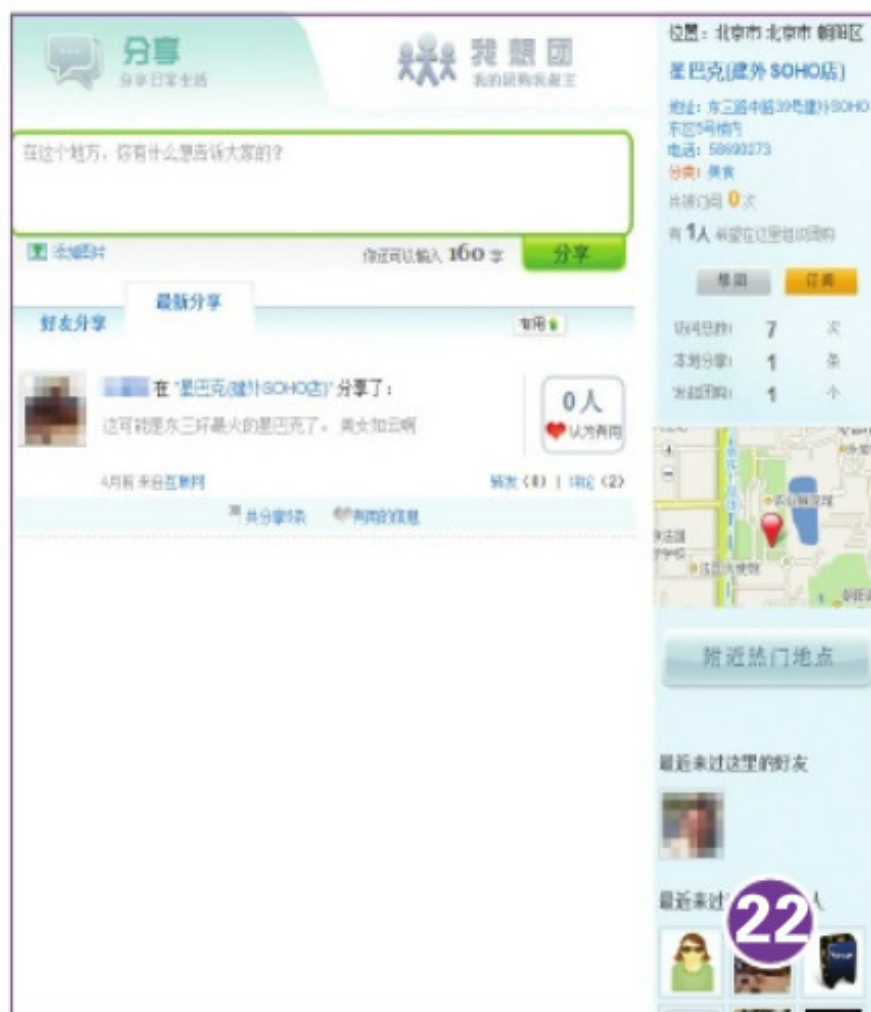 分享
分享日常生活
我想团
我的团购我做主
在这个地方，你有什么想告诉大家的？
添加图片
你还可以输入 160 字
分享
好友分享
最新分享
有用
在“星巴克(建外SOHO店)”分享了：
这可能是东三环最火的星巴克了。美女如云啊
0人
认为有用
4月前 来自互联网
转发 (0) | 评论 (2)
共分享5条
有用的信息
位置：北京市 北京市 朝阳区
星巴克(建外SOHO店)
地址：东三路中路39号建外SOHO
东区5号楼内
电话：58690273
分类：美食
共被订阅 0 次
有 1人 希望在这里组织团购
想团
订阅
访问总数： 7 次
本地分享： 1 条
发起团购： 1 个
附近热门地点
最近来过这里的好友
最近来过
人
22